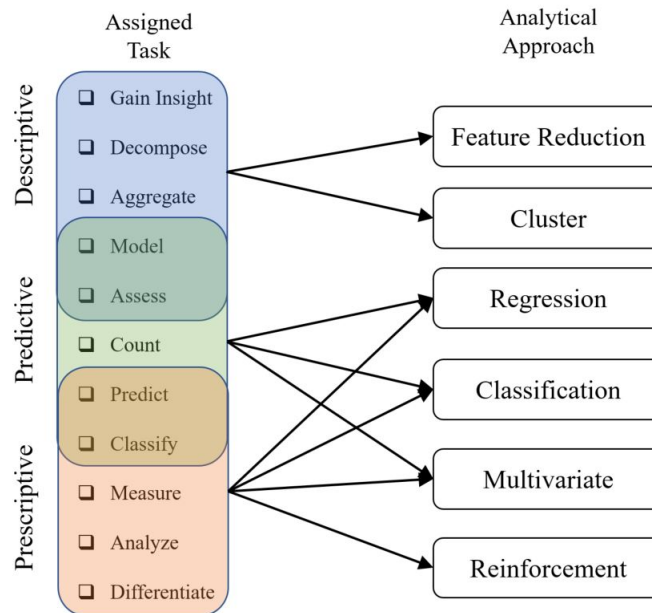 Assigned
Task
Analytical
Approach
Descriptive
Predictive
Prescriptive
Gain Insight
Decompose
Aggregate
Model
Assess
Count
Predict
Classify
Measure
Analyze
Differentiate
Feature Reduction
Cluster
Regression
Classification
Multivariate
Reinforcement